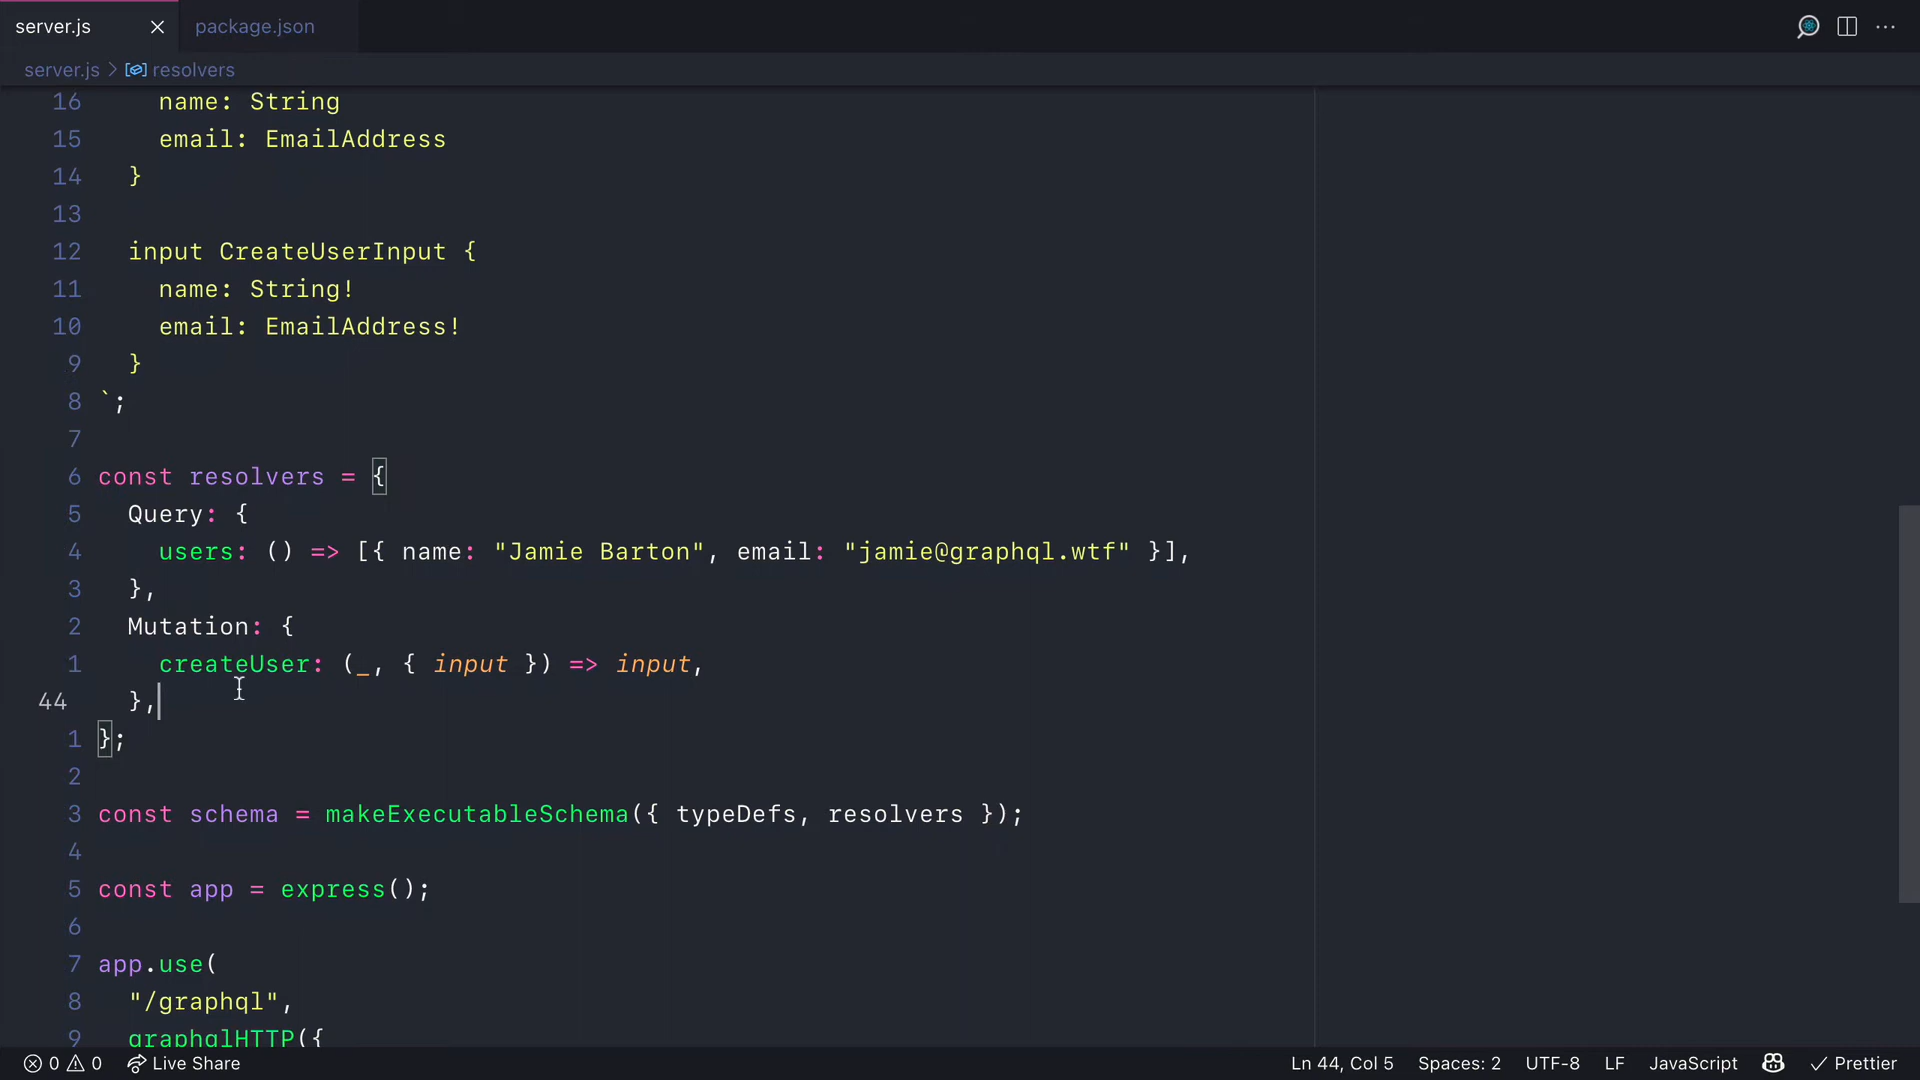 server.js
package.json
server.js > resolvers
16 name: String
15 email: EmailAddress
14 }
13
12 input CreateUserInput {
11 name: String!
10 email: EmailAddress!
9 }
8 `;
7
6 const resolvers = {
5 Query: {
4 users: () => [{ name: "Jamie Barton", email: "jamie@graphql.wtf" }],
3 },
2 Mutation: {
1 createUser: (_, { input }) => input,
44 },
1 };
2
3 const schema = makeExecutableSchema({ typeDefs, resolvers });
4
5 const app = express();
6
7 app.use(
8 "/graphql",
9 graphqlHTTP({
0 0 Live Share Ln 44, Col 5 Spaces: 2 UTF-8 LF JavaScript Prettier